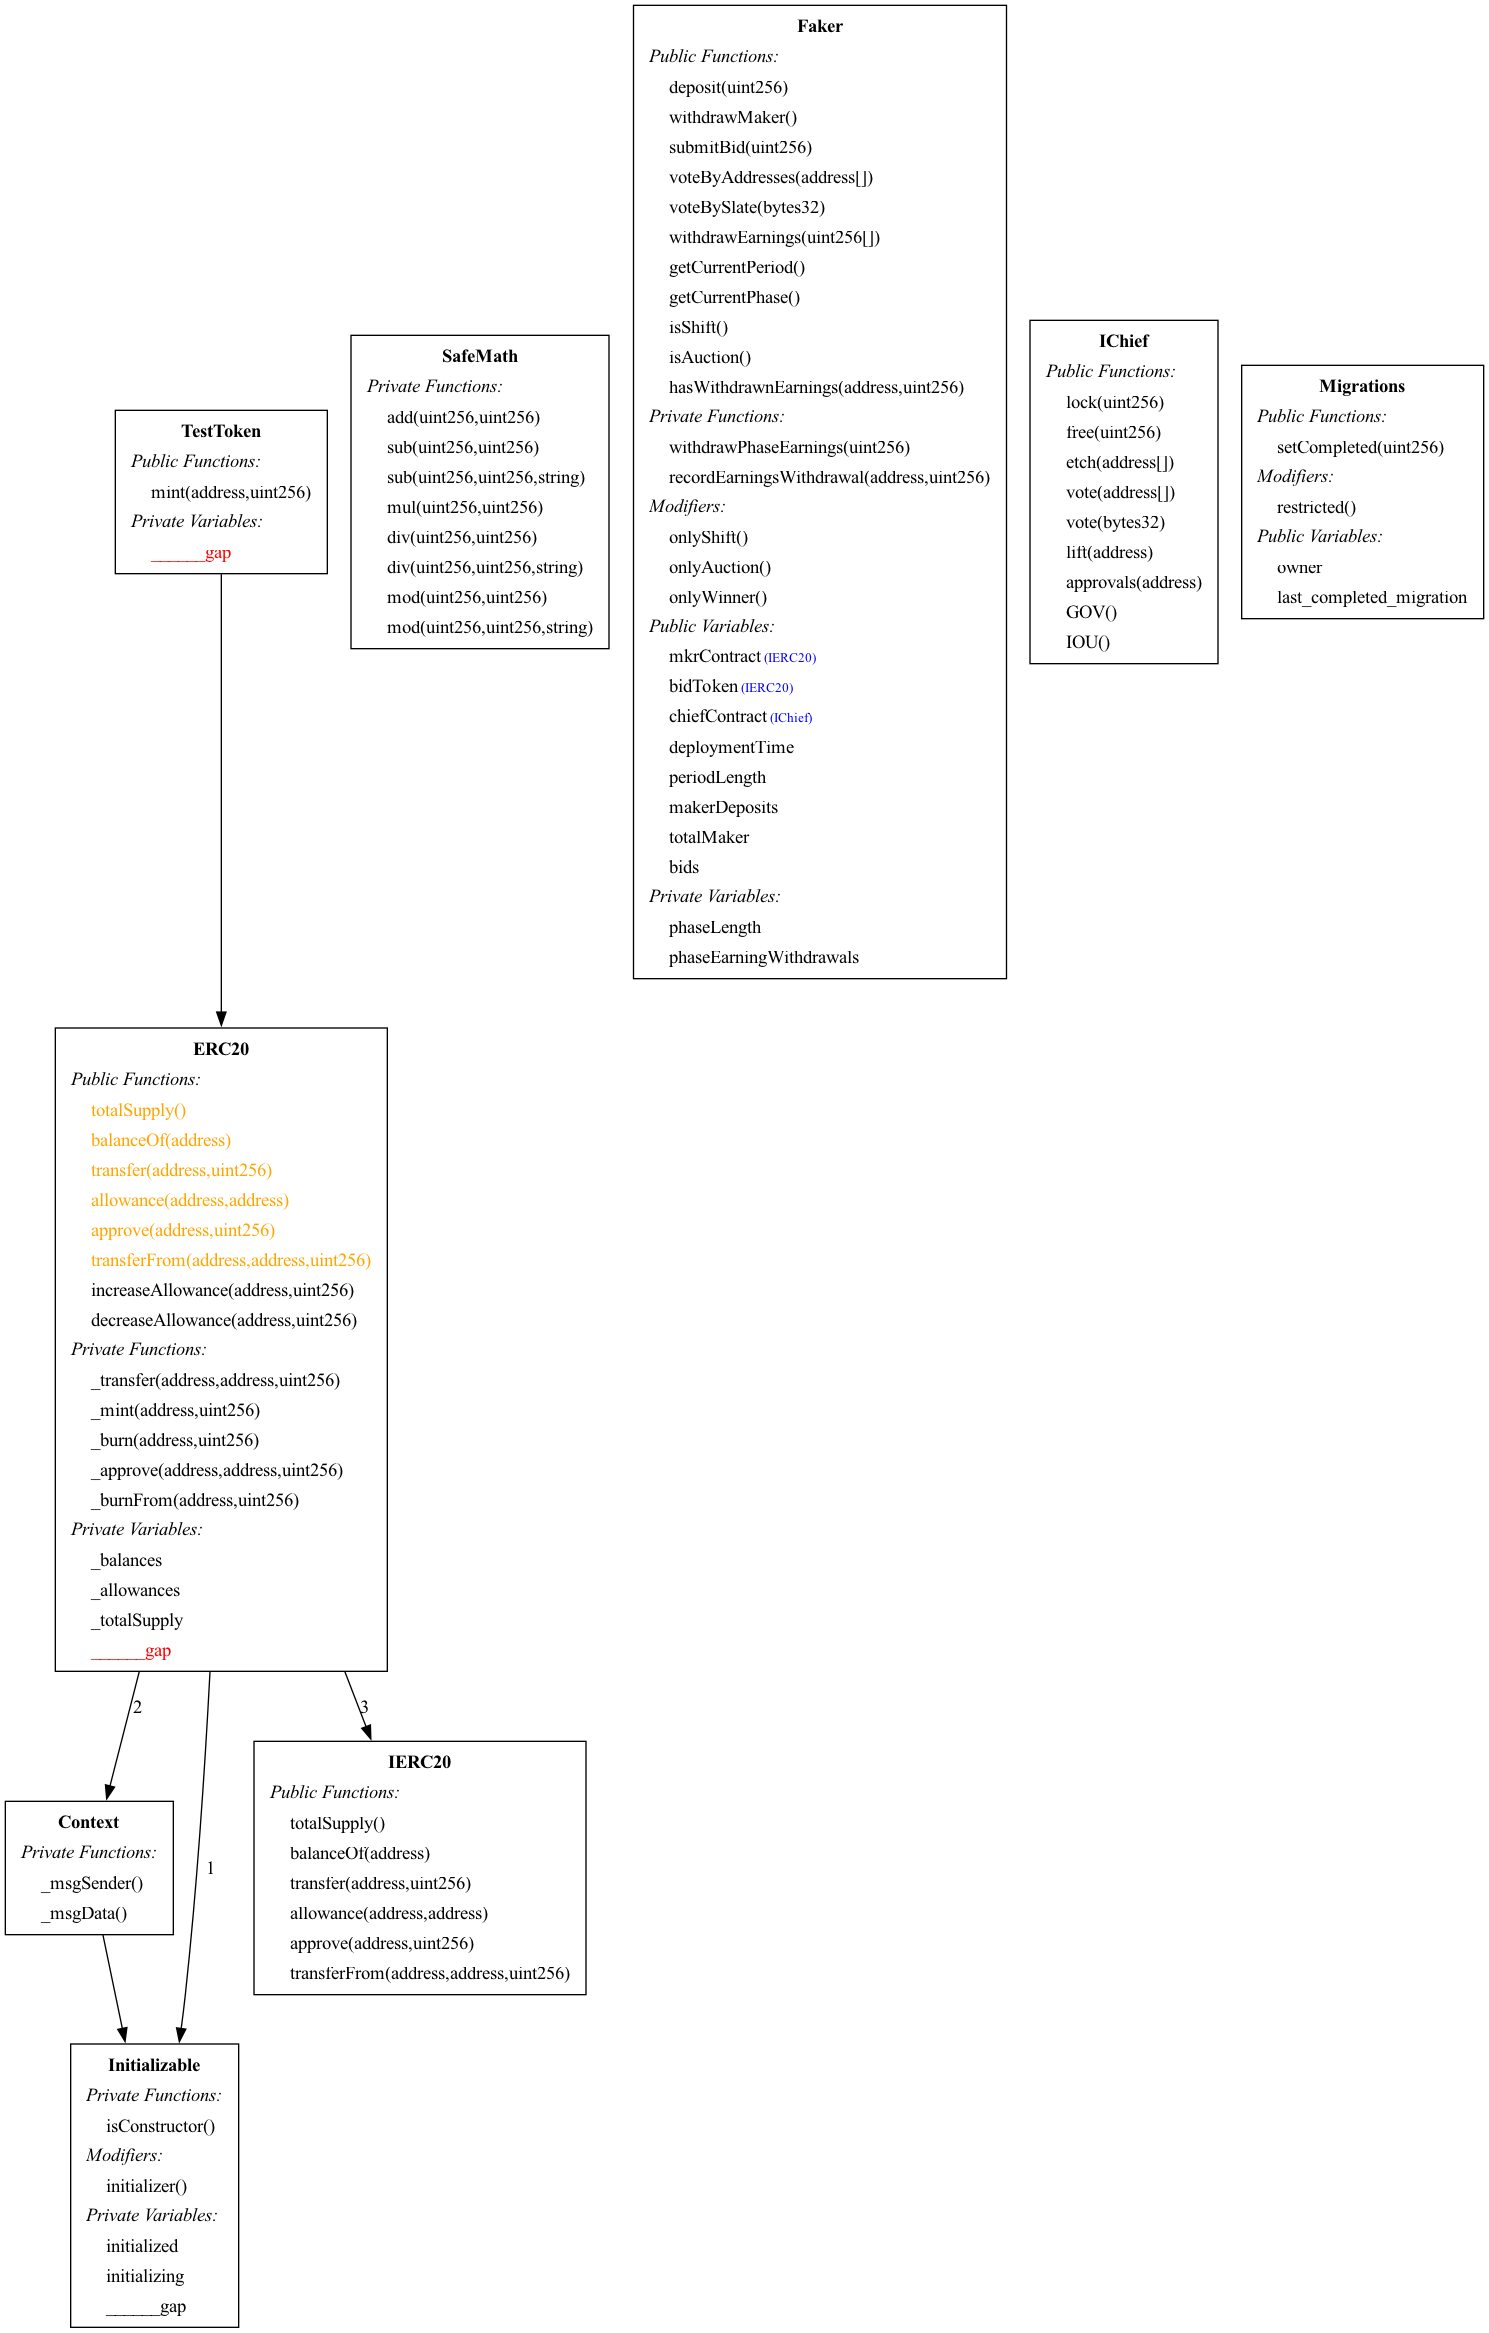 Faker
Public Functions:
deposit(uint256)
withdrawMaker()
submitBid(uint256)
voteByAddresses(address[])
voteBySlate(bytes32)
withdrawEarnings(uint256[])
getCurrentPeriod()
getCurrentPhase()
isShift()
isAuction()
hasWithdrawnEarnings(address,uint256)
Private Functions:
withdrawPhaseEarnings(uint256)
recordEarningsWithdrawal(address,uint256)
Modifiers:
onlyShift()
onlyAuction()
onlyWinner()
Public Variables:
mkrContract (IERC20)
bidToken (IERC20)
chiefContract (IChief)
deploymentTime
periodLength
makerDeposits
totalMaker
bids
Private Variables:
phaseLength
phaseEarningWithdrawals
TestToken
Public Functions:
mint(address,uint256)
Private Variables:
______gap
SafeMath
Private Functions:
add(uint256,uint256)
sub(uint256,uint256)
sub(uint256,uint256,string)
mul(uint256,uint256)
div(uint256,uint256)
div(uint256,uint256,string)
mod(uint256,uint256)
mod(uint256,uint256,string)
IChief
Public Functions:
lock(uint256)
free(uint256)
etch(address[])
vote(address[])
vote(bytes32)
lift(address)
approvals(address)
GOV()
IOU()
Migrations
Public Functions:
setCompleted(uint256)
Modifiers:
restricted()
Public Variables:
owner
last_completed_migration
ERC20
Public Functions:
totalSupply()
balanceOf(address)
transfer(address,uint256)
allowance(address,address)
approve(address,uint256)
transferFrom(address,address,uint256)
increaseAllowance(address,uint256)
decreaseAllowance(address,uint256)
Private Functions:
_transfer(address,address,uint256)
_mint(address,uint256)
_burn(address,uint256)
_approve(address,address,uint256)
_burnFrom(address,uint256)
Private Variables:
_balances
_allowances
_totalSupply
______gap
2
3
1
Context
Private Functions:
_msgSender()
_msgData()
IERC20
Public Functions:
totalSupply()
balanceOf(address)
transfer(address,uint256)
allowance(address,address)
approve(address,uint256)
transferFrom(address,address,uint256)
Initializable
Private Functions:
isConstructor()
Modifiers:
initializer()
Private Variables:
initialized
initializing
______gap